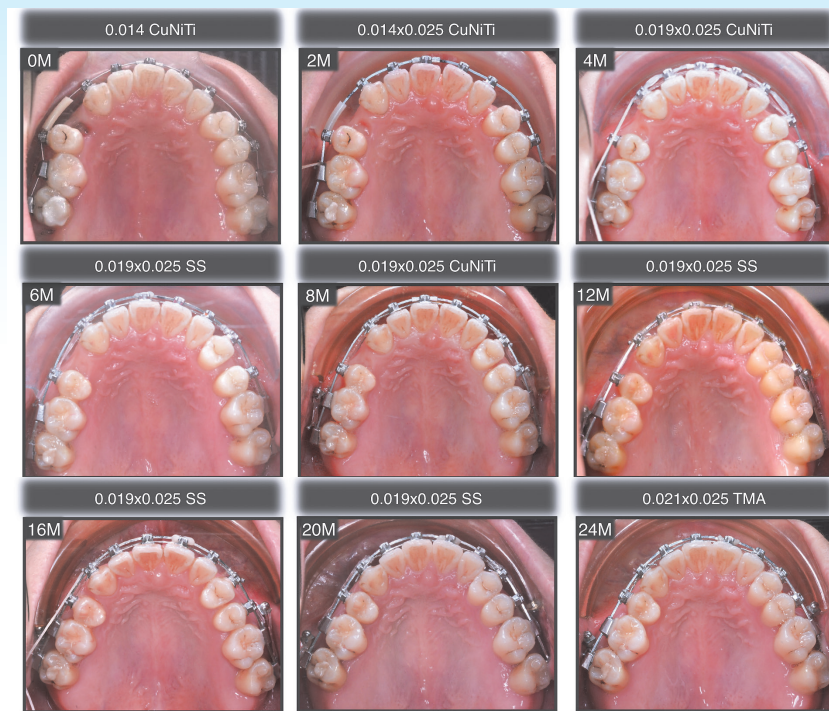 0.014 CuNiTi
0.014x0.025 CuNiTi
0.019x0.025 CuNiTi
0M
2M
4M
0.019x0.025 SS
0.019x0.025 CuNiTi
0.019x0.025 SS
6M
8M
12M
0.019x0.025 SS
0.019x0.025 SS
0.021x0.025 TMA
16M
20M
24M